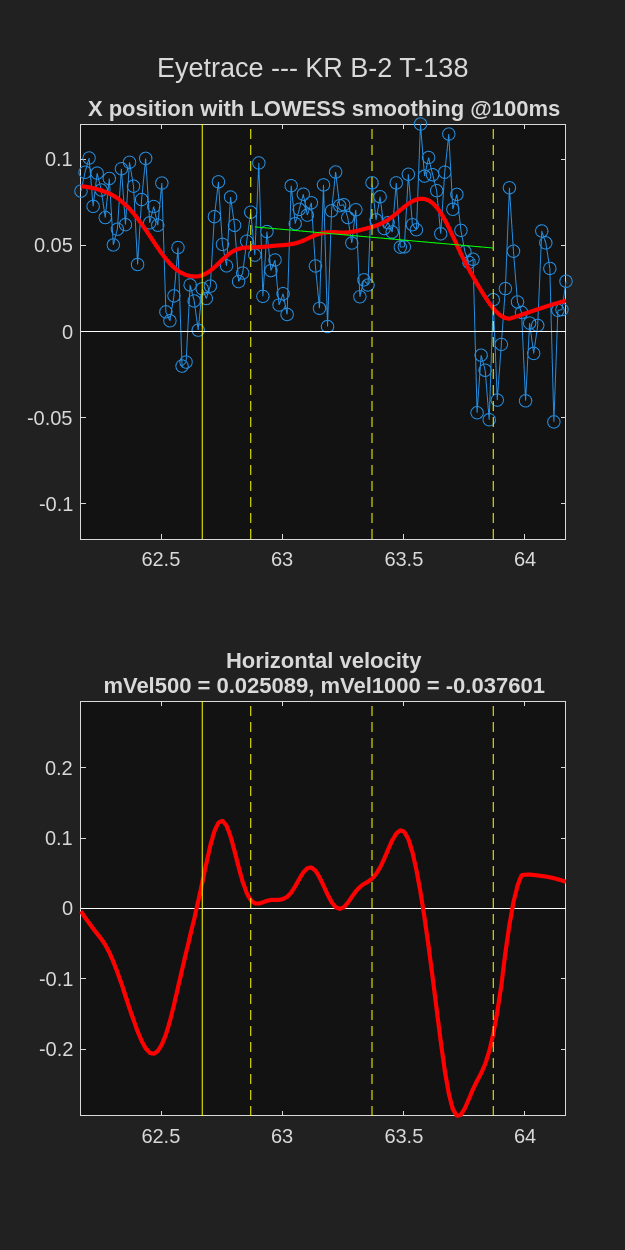 Eyetrace --- KR B-2 T-138
X position with LOWESS smoothing @100ms
0.1
0.05
0
-0.05
-0.1
62.5 63 63.5 64
Horizontal velocity
mVel500 = 0.025089, mVel1000 = -0.037601
0.2
0.1
0
-0.1
-0.2
62.5 63 63.5 64